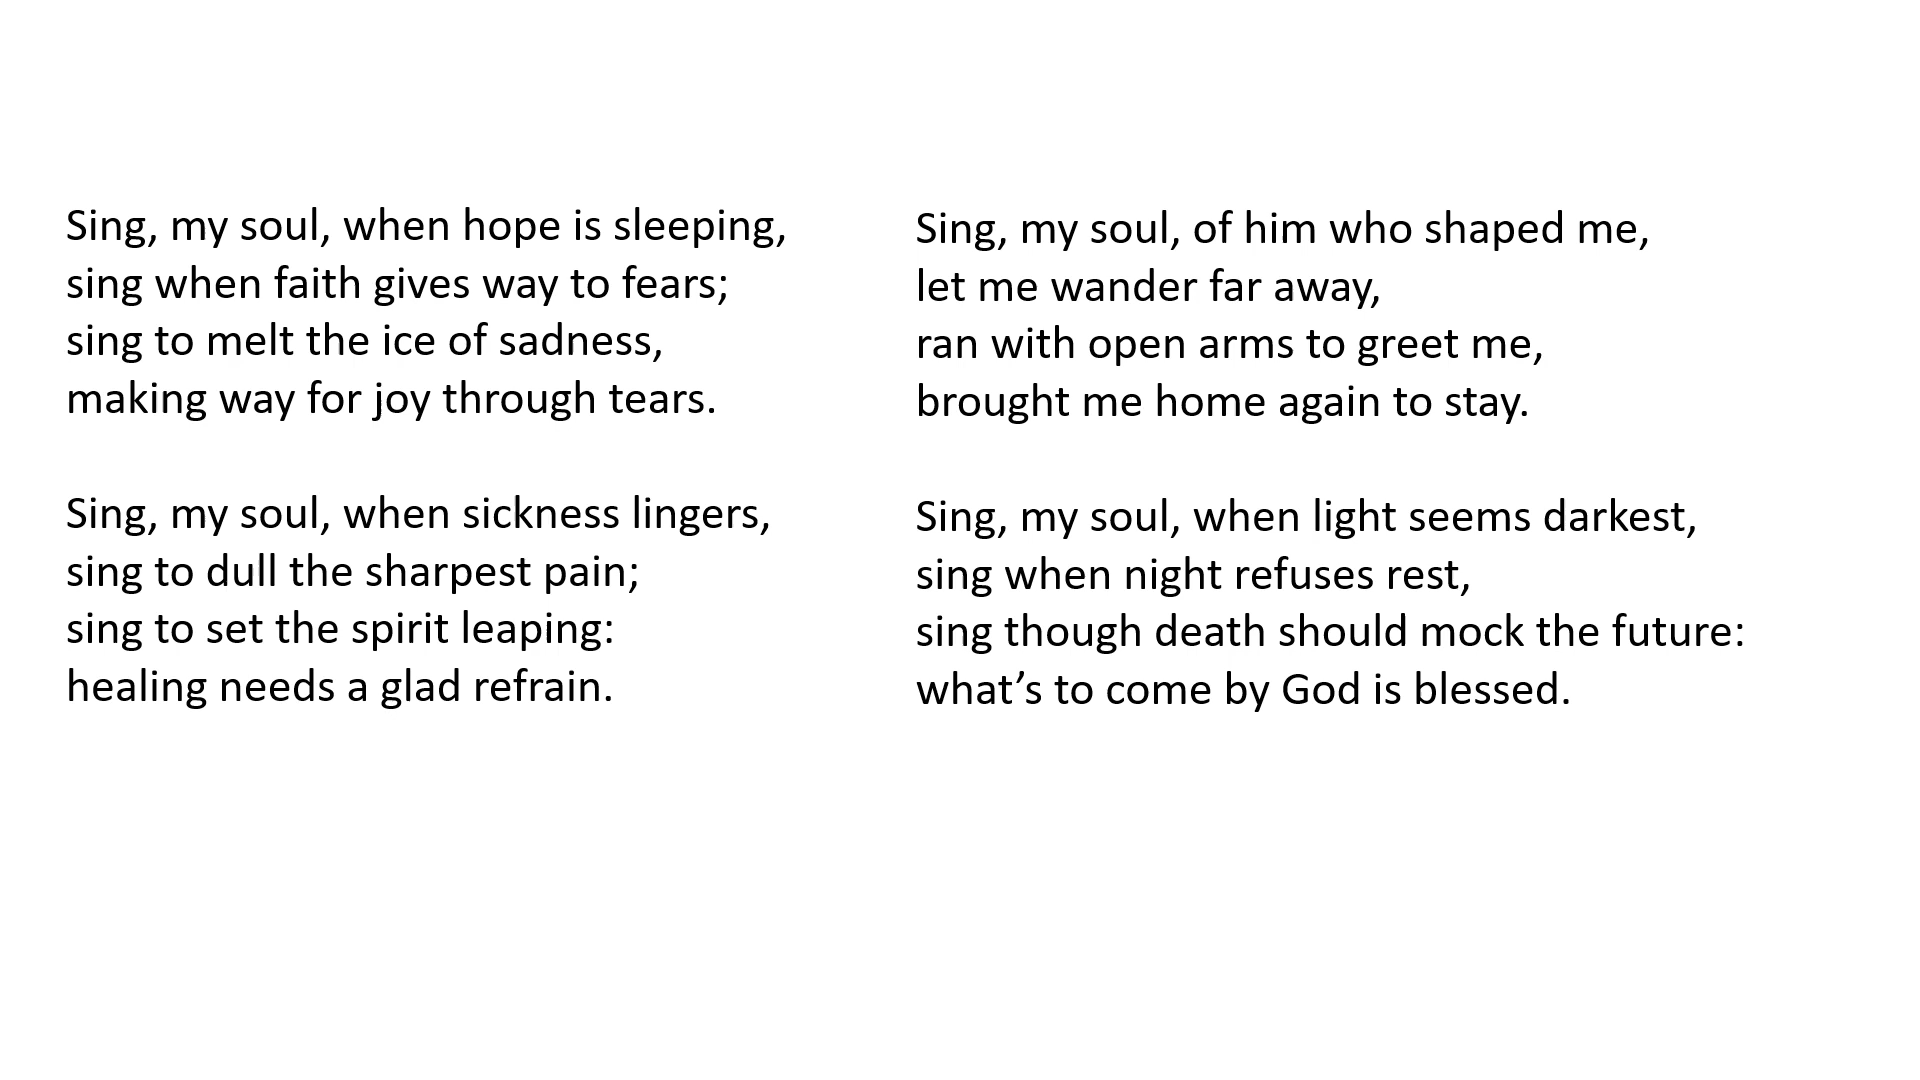 Sing, my soul, when hope is sleeping,
sing when faith gives way to fears;
sing to melt the ice of sadness,
making way for joy through tears.

Sing, my soul, when sickness lingers,
sing to dull the sharpest pain;
sing to set the spirit leaping:
healing needs a glad refrain.

Sing, my soul, of him who shaped me,
let me wander far away,
ran with open arms to greet me,
brought me home again to stay.

Sing, my soul, when light seems darkest,
sing when night refuses rest,
sing though death should mock the future:
what’s to come by God is blessed.